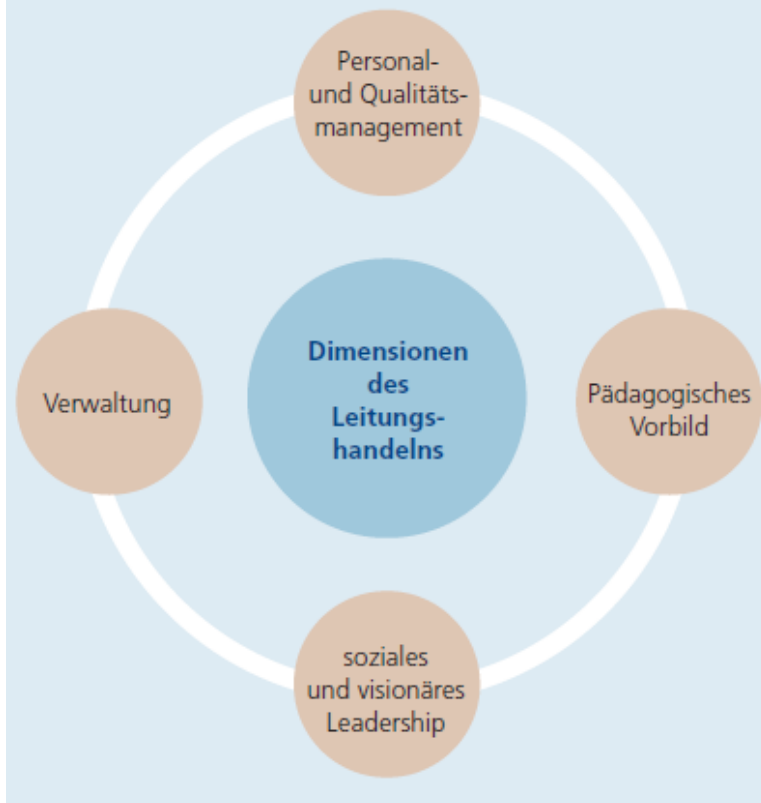 Personal-
und Qualitäts-
management
Dimensionen
des
Leitungs-
handelns
Verwaltung
Pädagogisches
Vorbild
soziales
und visionäres
Leadership